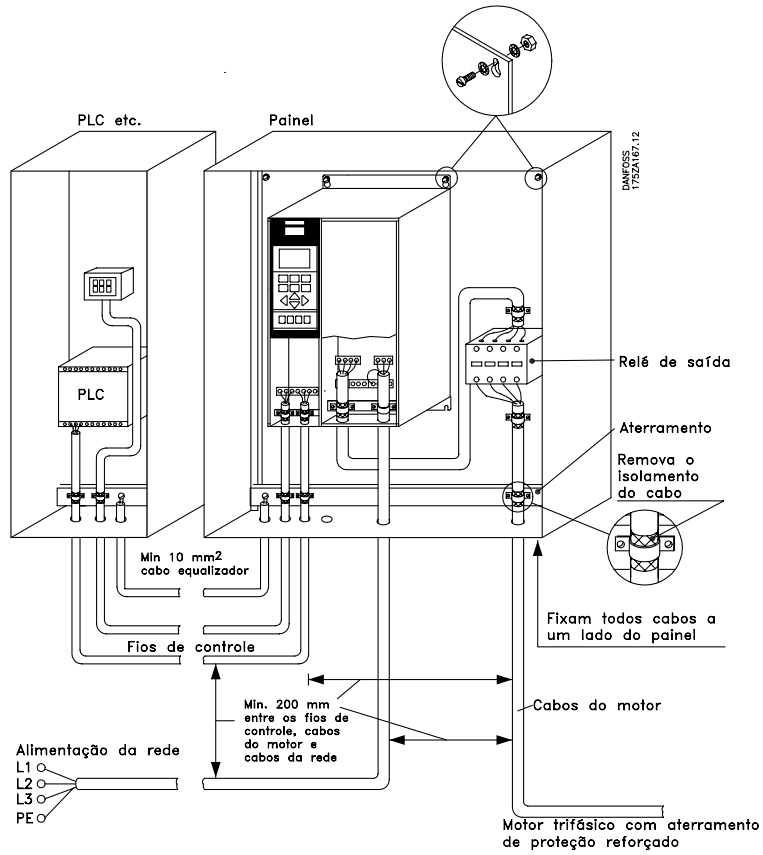 PLC etc.
Painel
DANFOSS
175ZA167.12
PLC
Relé de saída
Aterramento
Remova o
isolamento
do cabo
Min 10 mm2
cabo equalizador
Fios de controle
Fixam todos cabos a
um lado do painel
Min. 200 mm
entre os fios de
controle, cabos
do motor e
cabos da rede
Cabos do motor
Alimentação da rede
L1
L2
L3
PE
Motor trifásico com aterramento
de proteção reforçado